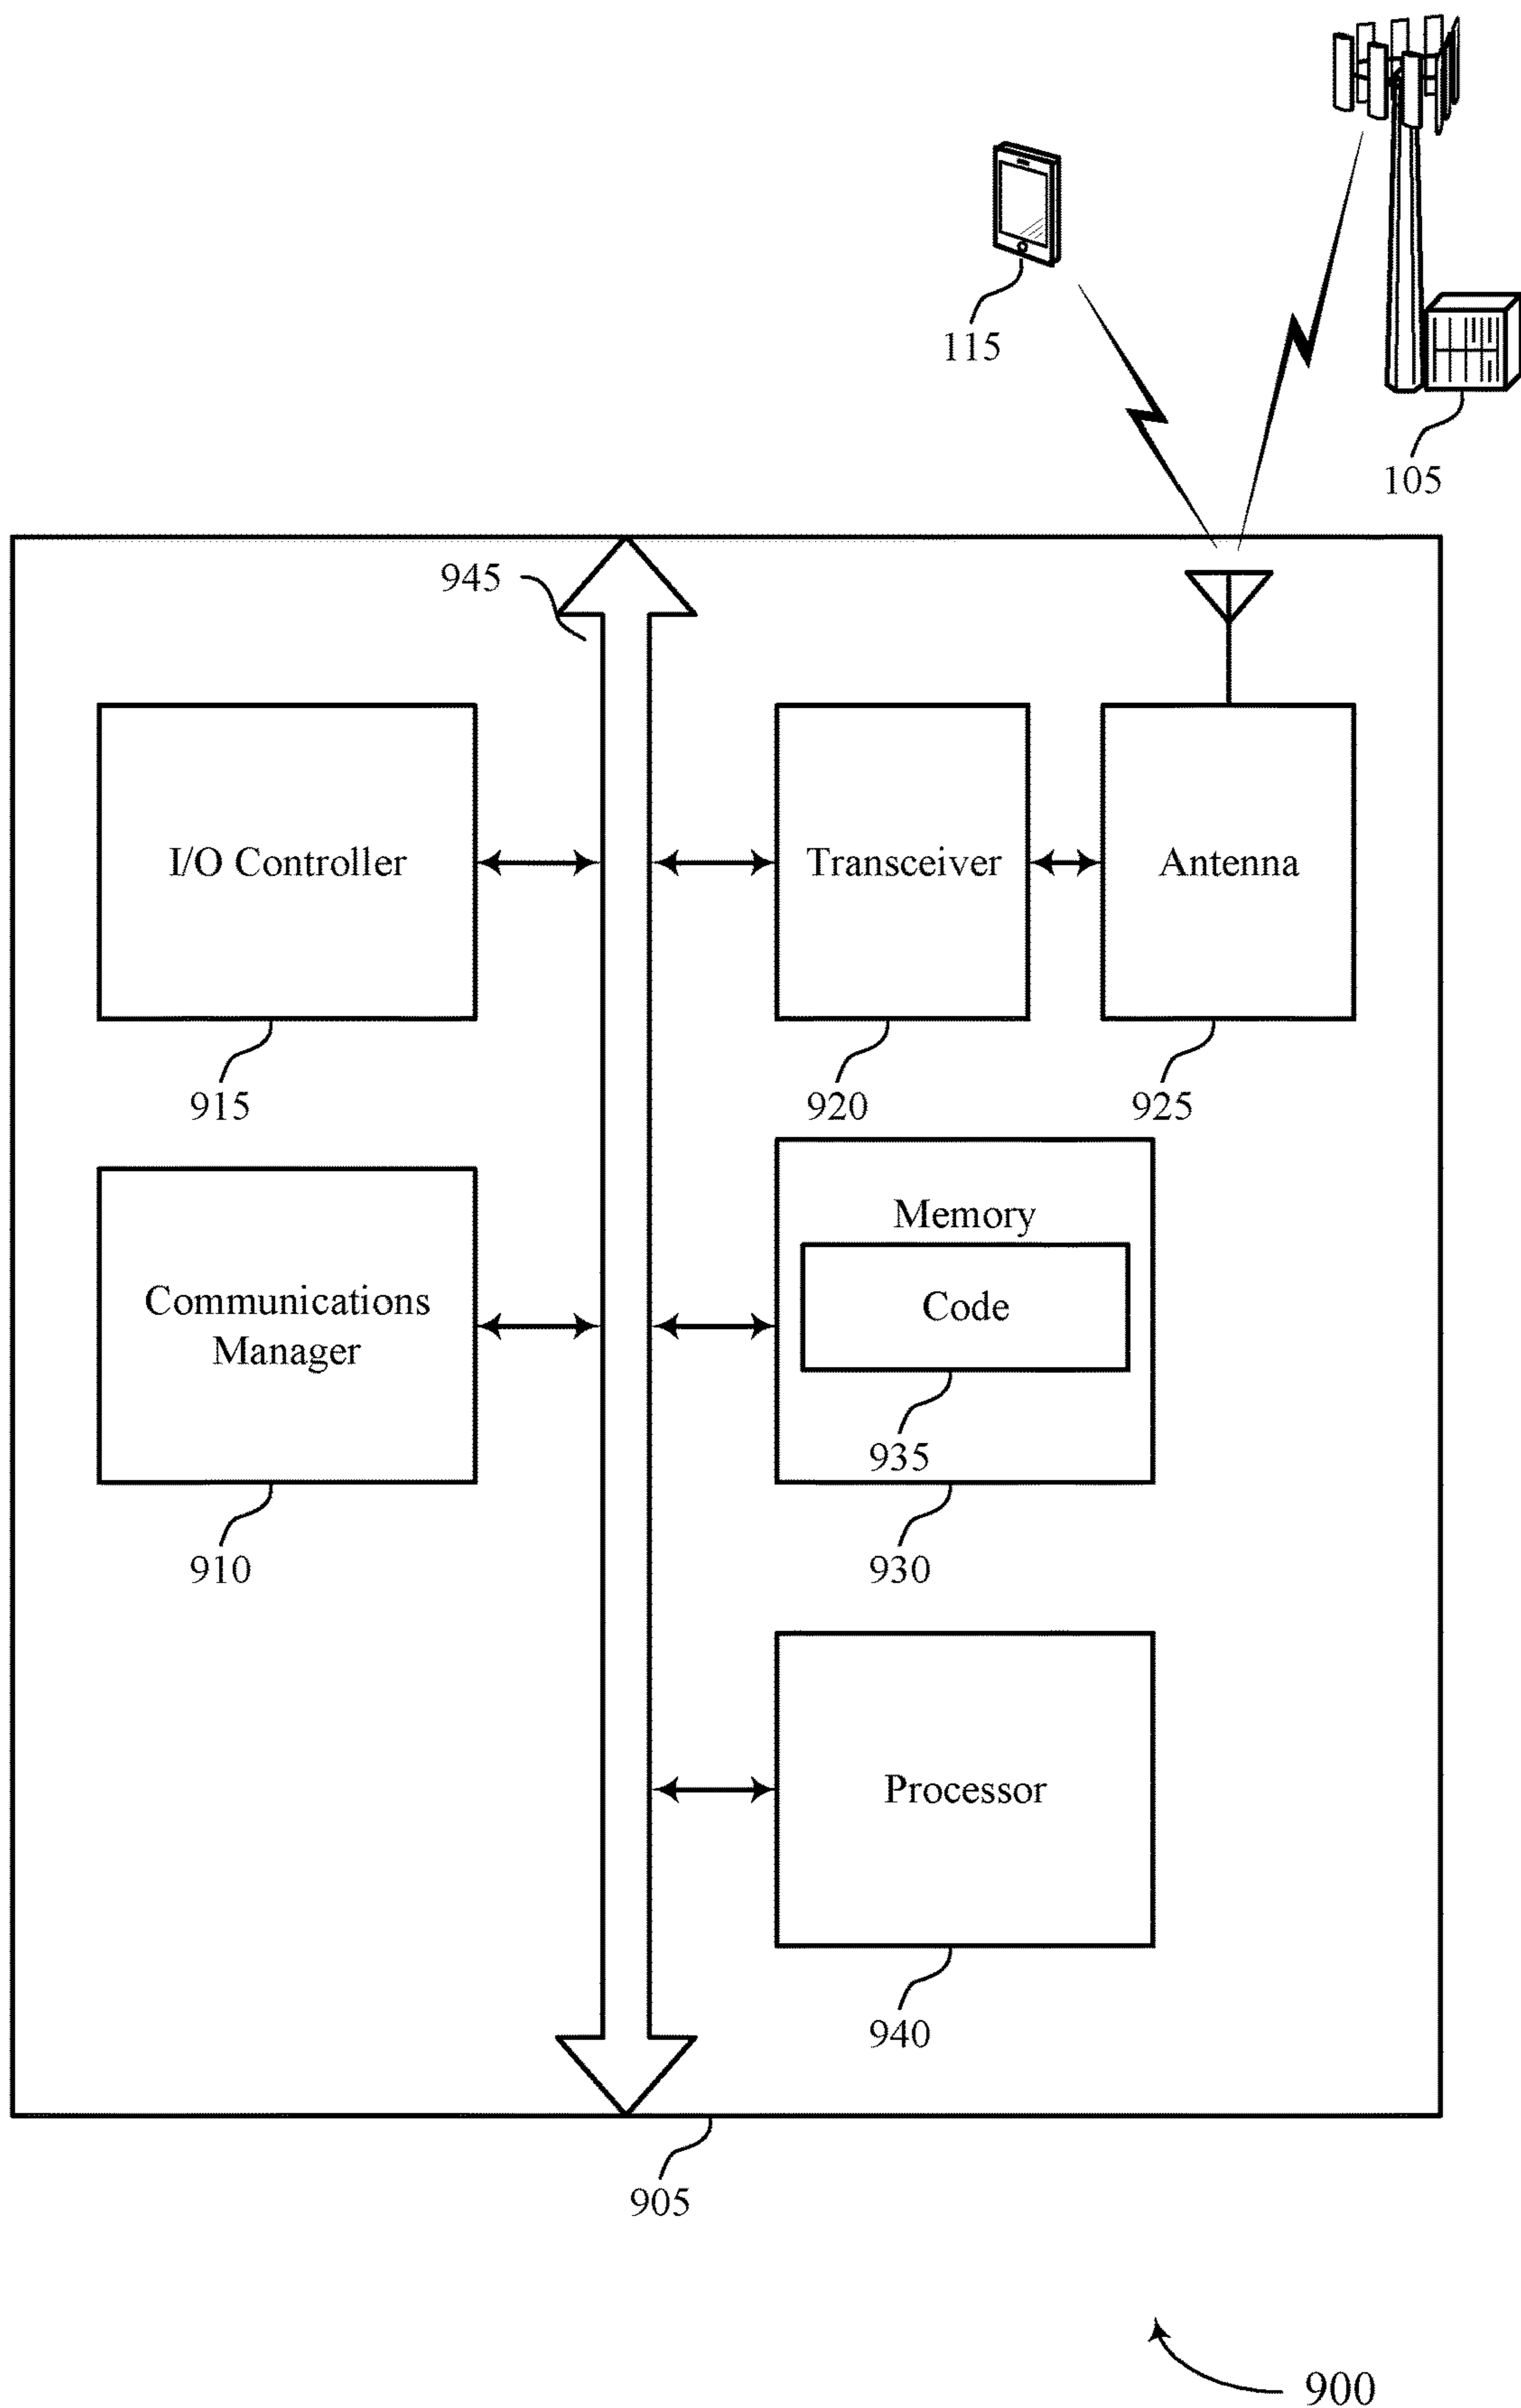 115
105
945
I/O Controller
Transceiver
Antenna
915
920
925
Memory
Communications
Manager
Code
935
910
930
Processor
940
905
900